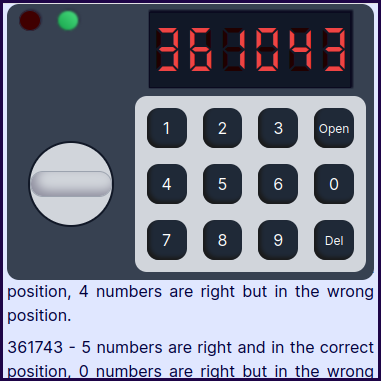 361043
1 2 3 Open
4 5 6 0
7 8 9 Del
position, 4 numbers are right but in the wrong
position.
361743 - 5 numbers are right and in the correct
position, 0 numbers are right but in the wrong